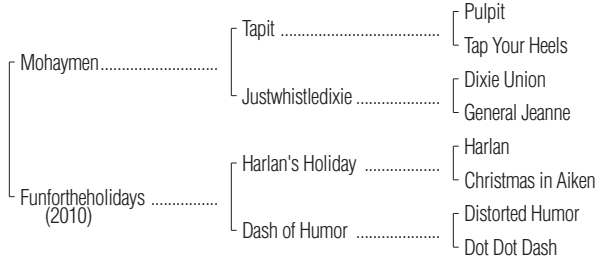 Pulpit
Tapit ................................
Tap Your Heels
Mohaymen...........................
Dixie Union
Justwhistledixie .....................
General Jeanne
Harlan
Harlan's Holiday ...................
Christmas in Aiken
Funfortheholidays ...............
(2010)
Distorted Humor
Dash of Humor .....................
Dot Dot Dash